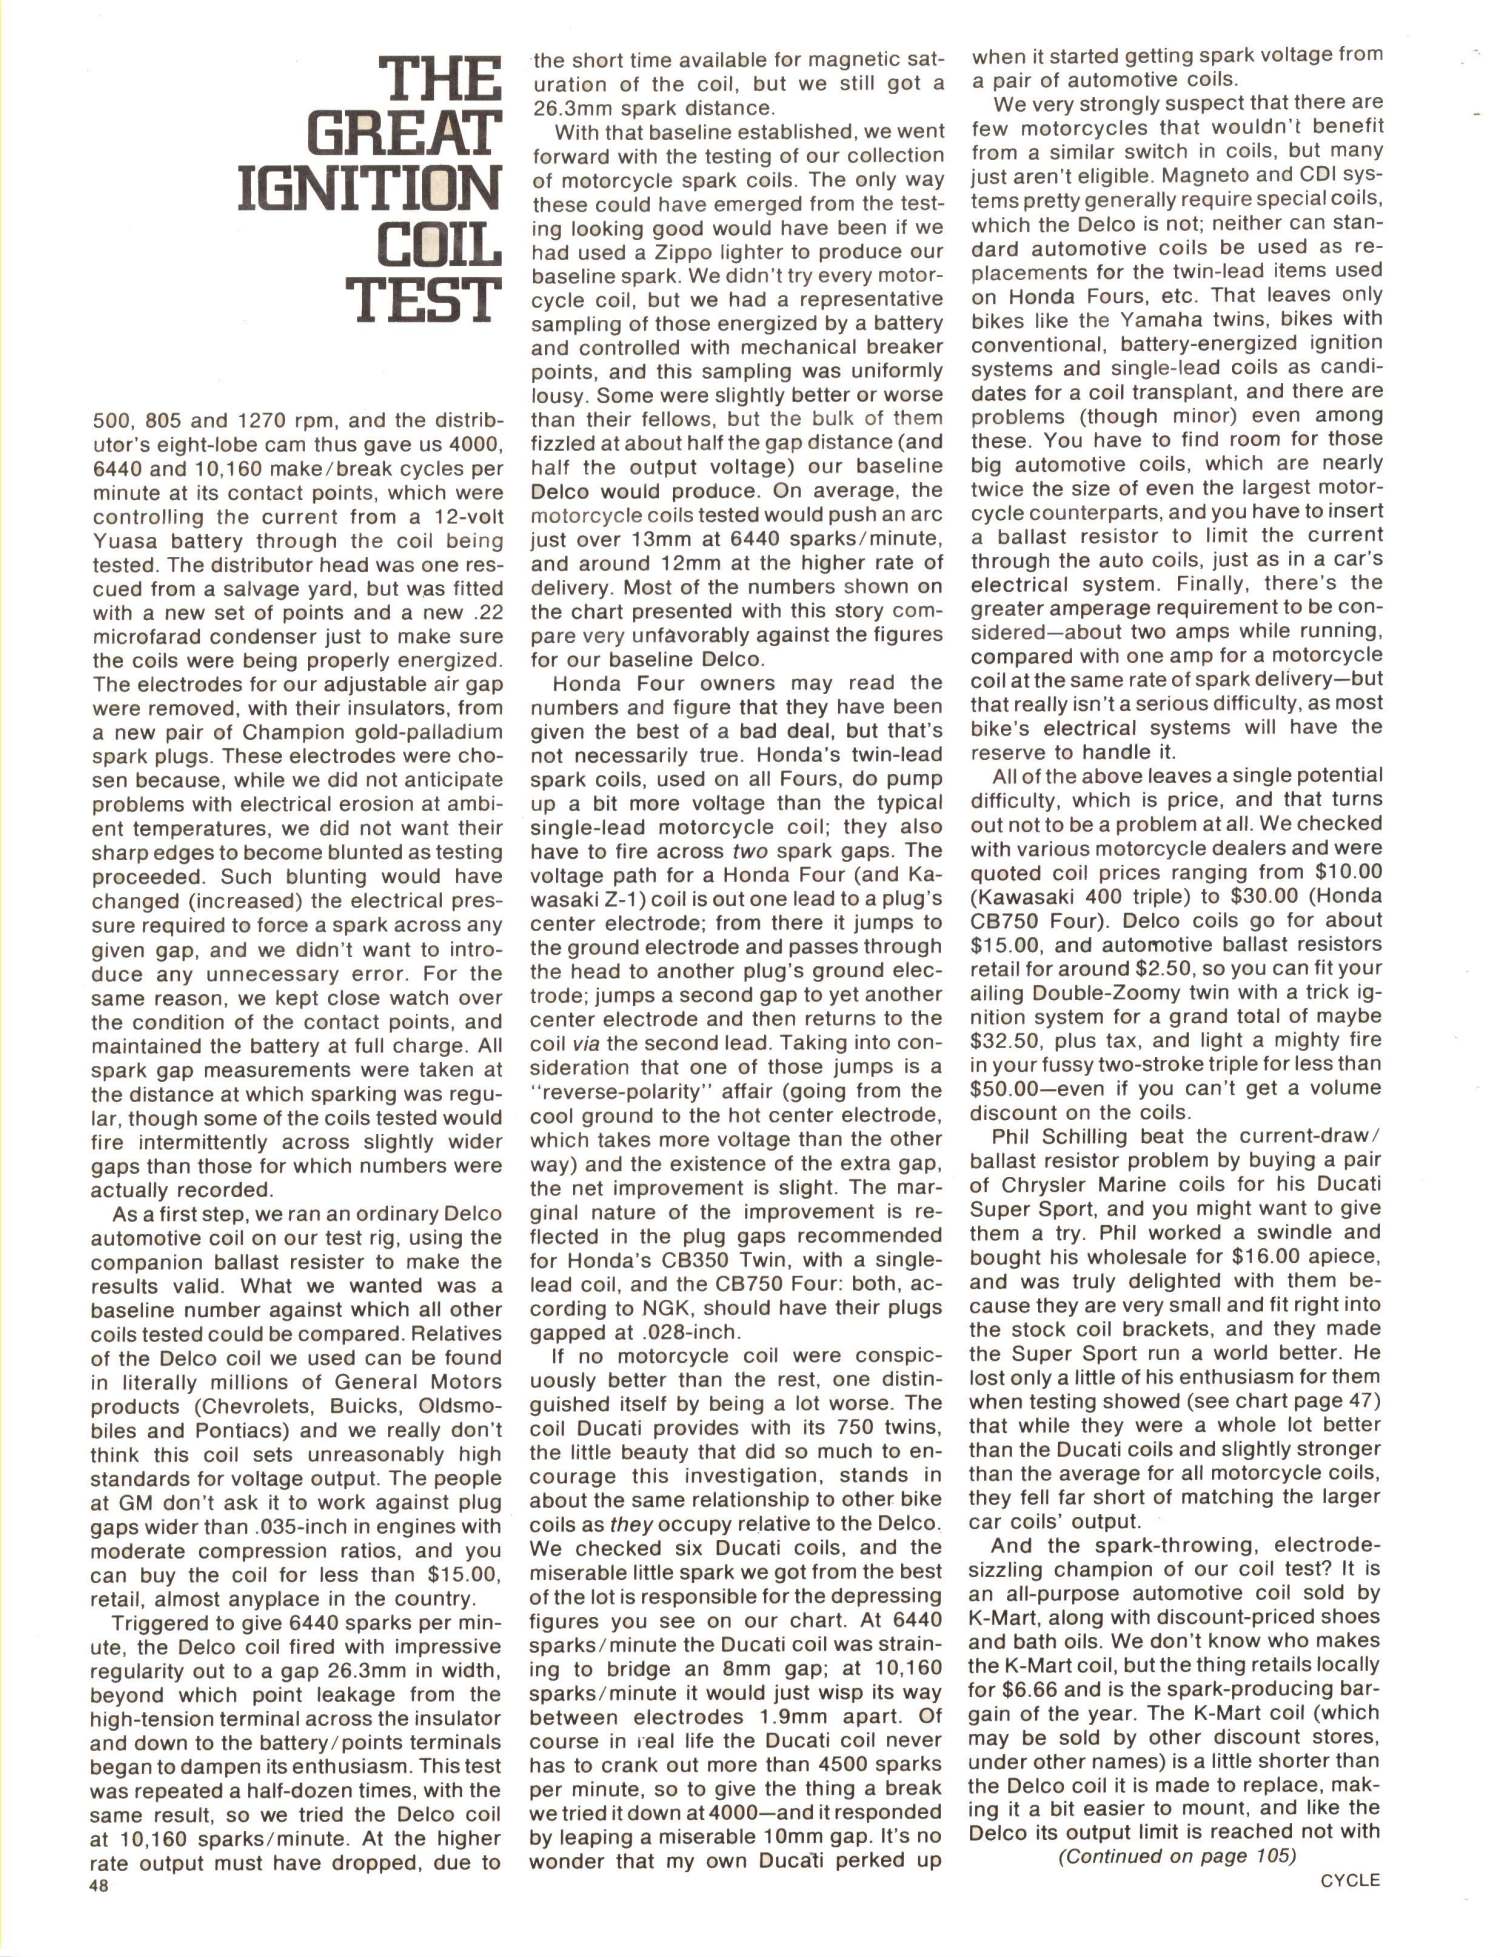 THE
GREAT
IGNITION
COIL
TEST
500, 805 and 1270 rpm, and the distrib-
utor's eight-lobe cam thus gave us 4000,
6440 and 10,160 make/break cycles per
minute at its contact points, which were
controlling the current from a 12-volt
Yuasa battery through the coil being
tested. The distributor head was one res-
cued from a salvage yard, but was fitted
with a new set of points and a new .22
microfarad condenser just to make sure
the coils were being properly energized.
The electrodes for our adjustable air gap
were removed, with their insulators, from
a new pair of Champion gold-palladium
spark plugs. These electrodes were cho-
sen because, while we did not anticipate
problems with electrical erosion at ambi-
ent temperatures, we did not want their
sharp edges to become blunted as testing
proceeded. Such blunting would have
changed (increased) the electrical pres-
sure required to force a spark across any
given gap, and we didn't want to intro-
duce any unnecessary error. For the
same reason, we kept close watch over
the condition of the contact points, and
maintained the battery at full charge. All
spark gap measurements were taken at
the distance at which sparking was regu-
lar, though some of the coils tested would
fire intermittently across slightly wider
gaps than those for which numbers were
actually recorded.
As a first step, we ran an ordinary Delco
automotive coil on our test rig, using the
companion ballast resister to make the
results valid. What we wanted was a
baseline number against which all other
coils tested could be compared. Relatives
of the Delco coil we used can be found
in literally millions of General Motors
products (Chevrolets, Buicks, Oldsmo-
biles and Pontiacs) and we really don't
think this coil sets unreasonably high
standards for voltage output. The people
at GM don't ask it to work against plug
gaps wider than .035-inch in engines with
moderate compression ratios, and you
can buy the coil for less than $15.00,
retail, almost anyplace in the country.
Triggered to give 6440 sparks per min-
ute, the Delco coil fired with impressive
regularity out to a gap 26.3mm in width,
beyond which point leakage from the
high-tension terminal across the insulator
and down to the battery/points terminals
began to dampen its enthusiasm. This test
was repeated a half-dozen times, with the
same result, so we tried the Delco coil
at 10,160 sparks/minute. At the higher
rate output must have dropped, due to
48
the short time available for magnetic sat-
uration of the coil, but we still got a
26.3mm spark distance.
With that baseline established, we went
forward with the testing of our collection
of motorcycle spark coils. The only way
these could have emerged from the test-
ing looking good would have been if we
had used a Zippo lighter to produce our
baseline spark. We didn't try every motor-
cycle coil, but we had a representative
sampling of those energized by a battery
and controlled with mechanical breaker
points, and this sampling was uniformly
lousy. Some were slightly better or worse
than their fellows, but the bulk of them
fizzled at about half the gap distance (and
half the output voltage) our baseline
Delco would produce. On average, the
motorcycle coils tested would push an arc
just over 13mm at 6440 sparks/minute,
and around 12mm at the higher rate of
delivery. Most of the numbers shown on
the chart presented with this story com-
pare very unfavorably against the figures
for our baseline Delco.
Honda Four owners may read the
numbers and figure that they have been
given the best of a bad deal, but that's
not necessarily true. Honda's twin-lead
spark coils, used on all Fours, do pump
up a bit more voltage than the typical
single-lead motorcycle coil; they also
have to fire across two spark gaps. The
voltage path for a Honda Four (and Ka-
wasaki Z-1) coil is out one lead to a plug's
center electrode; from there it jumps to
the ground electrode and passes through
the head to another plug's ground elec-
trode; jumps a second gap to yet another
center electrode and then returns to the
coil via the second lead. Taking into con-
sideration that one of those jumps is a
"reverse-polarity" affair (going from the
cool ground to the hot center electrode,
which takes more voltage than the other
way) and the existence of the extra gap,
the net improvement is slight. The mar-
ginal nature of the improvement is re-
flected in the plug gaps recommended
for Honda's CB350 Twin, with a single-
lead coil, and the CB750 Four: both, ac-
cording to NGK, should have their plugs
gapped at .028-inch.
If no motorcycle coil were conspic-
uously better than the rest, one distin-
guished itself by being a lot worse. The
coil Ducati provides with its 750 twins,
the little beauty that did so much to en-
courage this investigation, stands in
about the same relationship to other bike
coils as they occupy relative to the Delco.
We checked six Ducati coils, and the
miserable little spark we got from the best
of the lot is responsible for the depressing
figures you see on our chart. At 6440
sparks/minute the Ducati coil was strain-
ing to bridge an 8mm gap; at 10,160
sparks/minute it would just wisp its way
between electrodes 1.9mm apart. Of
course in real life the Ducati coil never
has to crank out more than 4500 sparks
per minute, so to give the thing a break
we tried it down at 4000—and it responded
by leaping a miserable 10mm gap. It's no
wonder that my own Ducati perked up
when it started getting spark voltage from
a pair of automotive coils.
We very strongly suspect that there are
few motorcycles that wouldn't benefit
from a similar switch in coils, but many
just aren't eligible. Magneto and CDI sys-
tems pretty generally require special coils,
which the Delco is not; neither can stan-
dard automotive coils be used as re-
placements for the twin-lead items used
on Honda Fours, etc. That leaves only
bikes like the Yamaha twins, bikes with
conventional, battery-energized ignition
systems and single-lead coils as candi-
dates for a coil transplant, and there are
problems (though minor) even among
these. You have to find room for those
big automotive coils, which are nearly
twice the size of even the largest motor-
cycle counterparts, and you have to insert
a ballast resistor to limit the current
through the auto coils, just as in a car's
electrical system. Finally, there's the
greater amperage requirement to be con-
sidered—about two amps while running,
compared with one amp for a motorcycle
coil at the same rate of spark delivery—but
that really isn't a serious difficulty, as most
bike's electrical systems will have the
reserve to handle it.
All of the above leaves a single potential
difficulty, which is price, and that turns
out not to be a problem at all. We checked
with various motorcycle dealers and were
quoted coil prices ranging from $10.00
(Kawasaki 400 triple) to $30.00 (Honda
CB750 Four). Delco coils go for about
$15.00, and automotive ballast resistors
retail for around $2.50, so you can fit your
ailing Double-Zoomy twin with a trick ig-
nition system for a grand total of maybe
$32.50, plus tax, and light a mighty fire
in your fussy two-stroke triple for less than
$50.00—even if you can't get a volume
discount on the coils.
Phil Schilling beat the current-draw/
ballast resistor problem by buying a pair
of Chrysler Marine coils for his Ducati
Super Sport, and you might want to give
them a try. Phil worked a swindle and
bought his wholesale for $16.00 apiece,
and was truly delighted with them be-
cause they are very small and fit right into
the stock coil brackets, and they made
the Super Sport run a world better. He
lost only a little of his enthusiasm for them
when testing showed (see chart page 47)
that while they were a whole lot better
than the Ducati coils and slightly stronger
than the average for all motorcycle coils,
they fell far short of matching the larger
car coils' output.
And the spark-throwing, electrode-
sizzling champion of our coil test? It is
an all-purpose automotive coil sold by
K-Mart, along with discount-priced shoes
and bath oils. We don't know who makes
the K-Mart coil, but the thing retails locally
for $6.66 and is the spark-producing bar-
gain of the year. The K-Mart coil (which
may be sold by other discount stores,
under other names) is a little shorter than
the Delco coil it is made to replace, mak-
ing it a bit easier to mount, and like the
Delco its output limit is reached not with
(Continued on page 105)
CYCLE